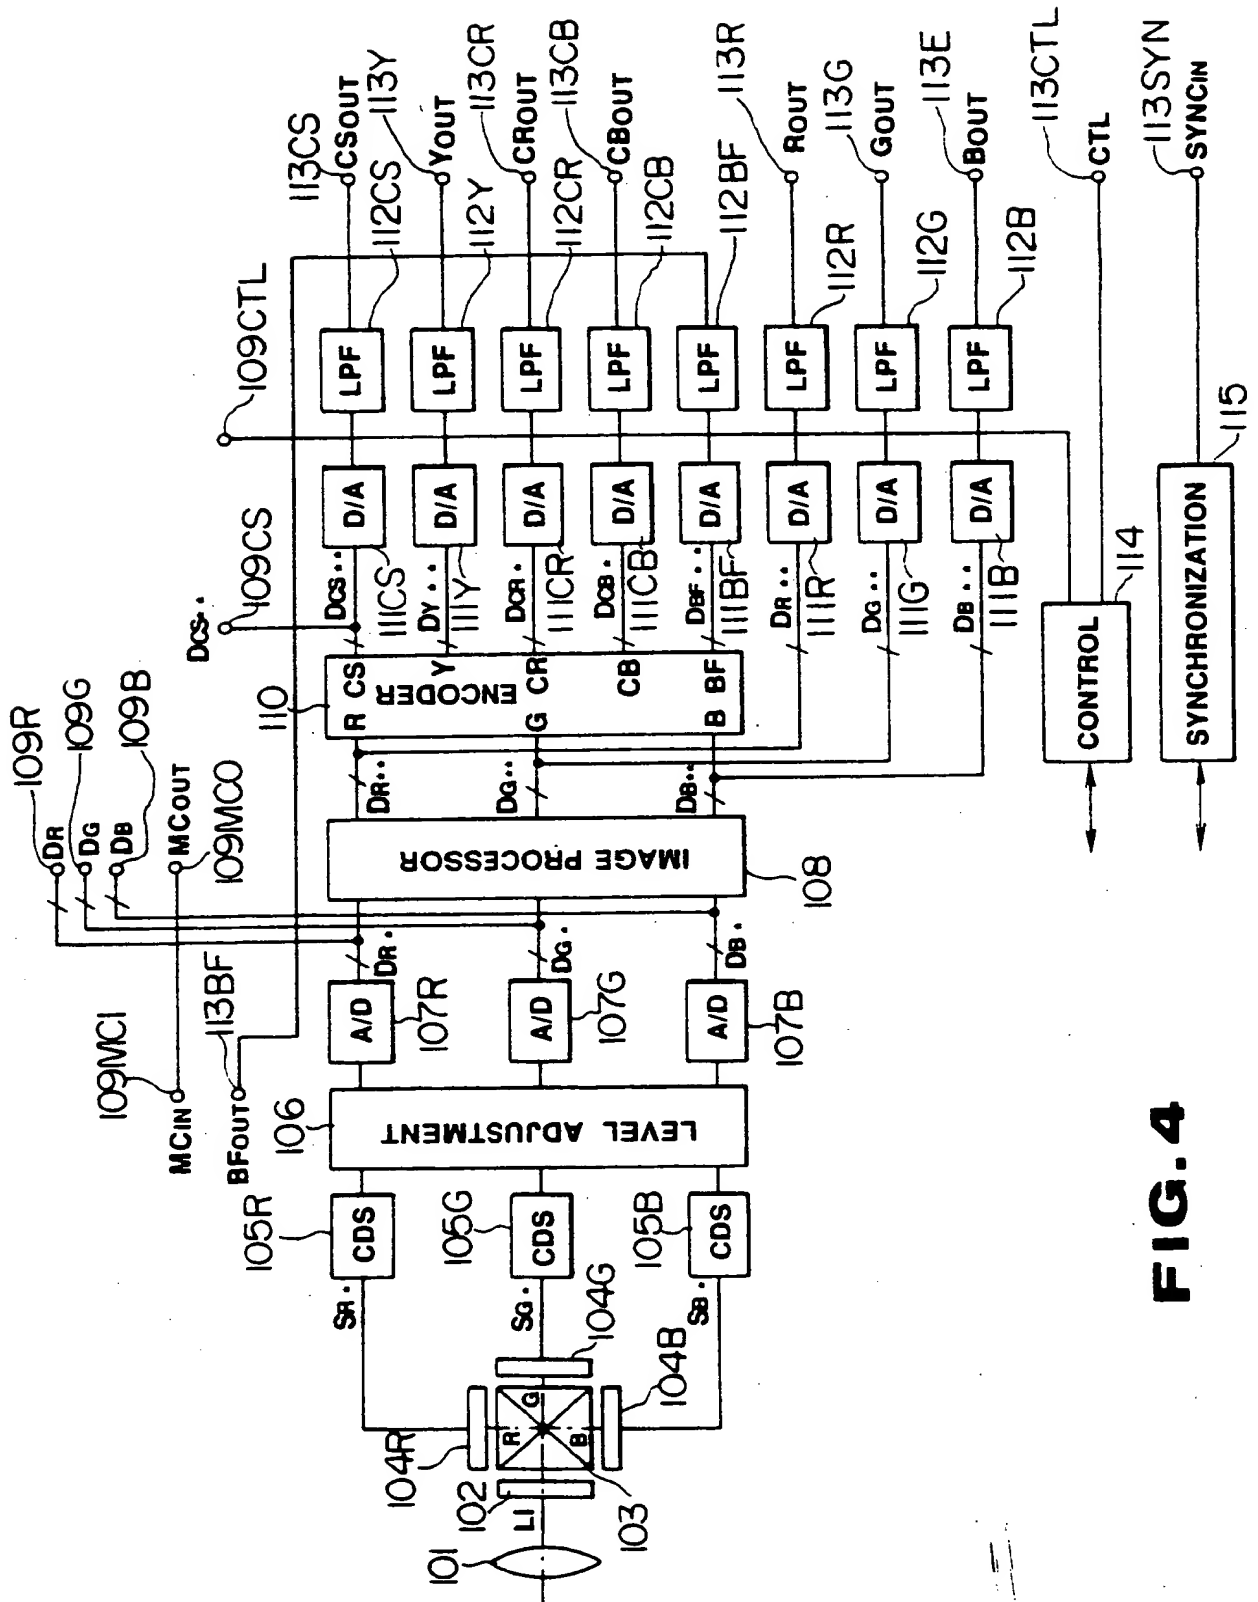 101
LI
102
103
104R
104G
104B
R
G
B
SR*
SG*
SB*
105R
105G
105B
CDS
CDS
CDS
106
LEVEL ADJUSTMENT
A/D
A/D
A/D
107R
107G
107B
DR*
DG*
DB*
109MC1
MCIN
113BF
BFOUT
109R
109G
109B
DR
DG
DB
MCOUT
109MCO
IMAGE PROCESSOR
108
DR**
DG**
DB**
110
ENCODER
R
G
B
CS
Y
CR
CB
BF
DCS**
109CS
109CTL
DCS**
DY**
DCR*
DCB*
DBF**
DR**
DG**
DB**
D/A
D/A
D/A
D/A
D/A
D/A
D/A
D/A
111CS
111Y
111CR
111CB
111BF
111R
111G
111B
LPF
LPF
LPF
LPF
LPF
LPF
LPF
LPF
112CS
112Y
112CR
112CB
112BF
112R
112G
112B
113CS
CSOUT
113Y
YOUT
113CR
CROUT
113CB
CBOUT
113R
ROUT
113G
GOUT
113E
BOUT
113CTL
CTL
113SYN
SYNCIN
CONTROL
114
SYNCHRONIZATION
115
FIG.4